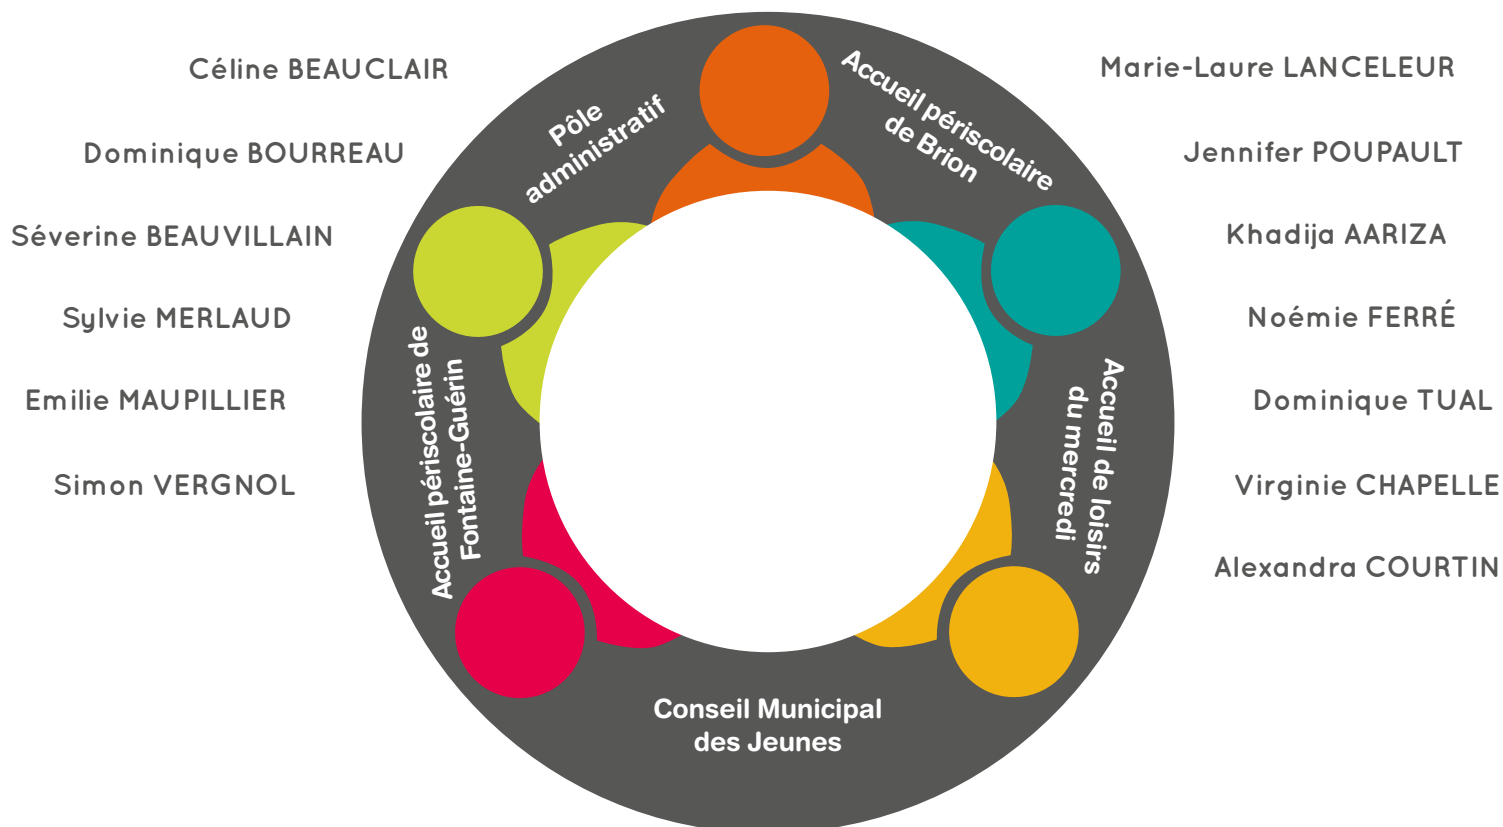 Céline BEAUCLAIR
Dominique BOURREAU
Séverine BEAUVILLAIN
Sylvie MERLAUD
Emilie MAUPILLIER
Simon VERGNOL
Pôle
administratif
Accueil périscolaire
de Brion
Accueil périscolaire de
Fontaine-Guérin
Accueil de loisirs
du mercredi
Conseil Municipal
des Jeunes
Marie-Laure LANCELEUR
Jennifer POUPAULT
Khadija AARIZA
Noémie FERRÉ
Dominique TUAL
Virginie CHAPELLE
Alexandra COURTIN